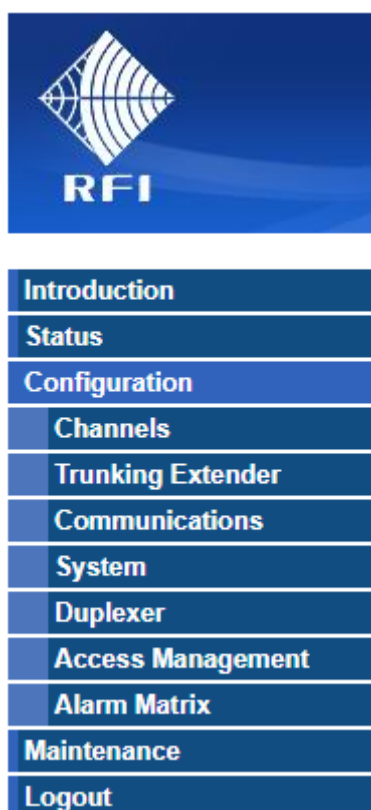 RFI
Introduction
Status
Configuration
Channels
Trunking Extender
Communications
System
Duplexer
Access Management
Alarm Matrix
Maintenance
Logout